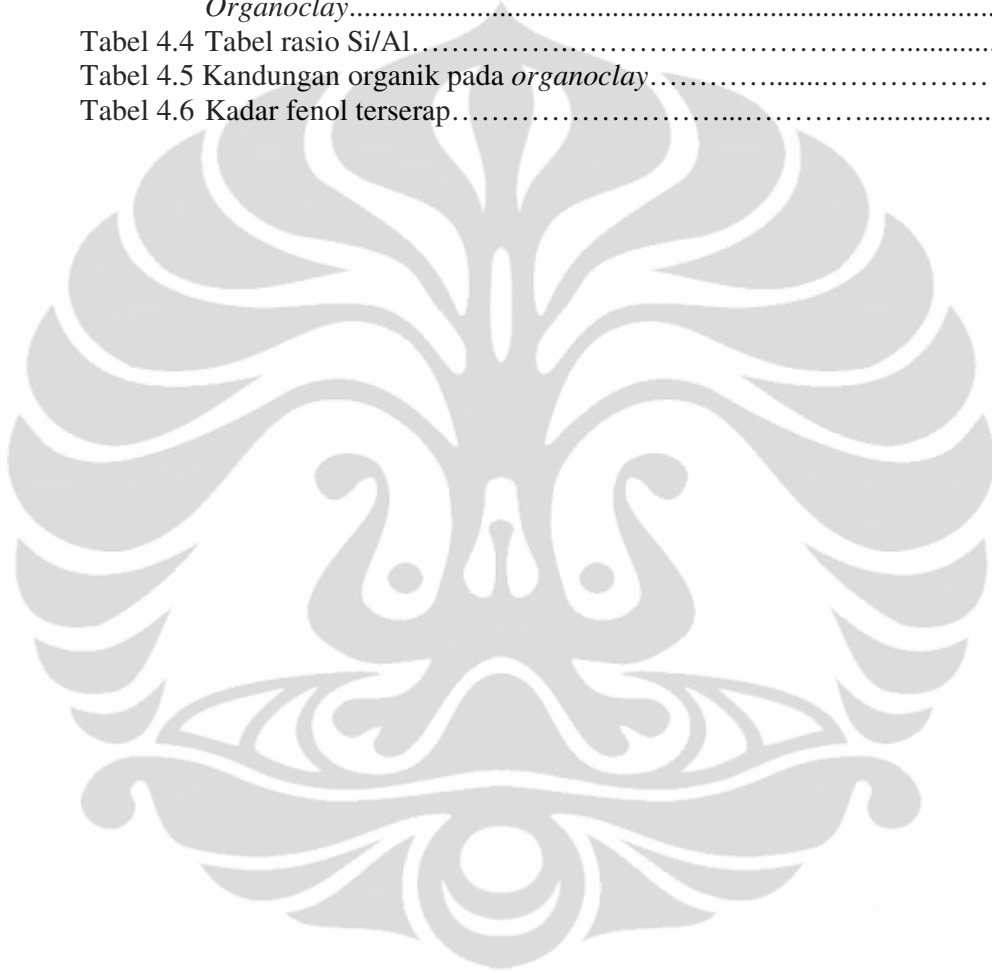 Organoclay...............................................................................
Tabel 4.4 Tabel rasio Si/Al…………….…………………………………...............
Tabel 4.5 Kandungan organik pada organoclay…………........………………
Tabel 4.6 Kadar fenol terserap………………………...………….................